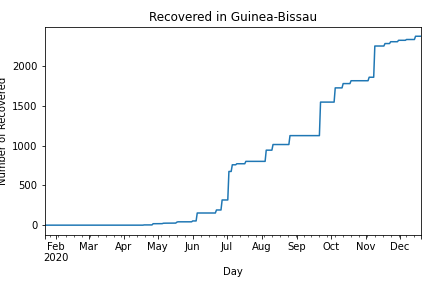 Recovered in Guinea-Bissau
Number of Recovered
2000
1500
1000
500
0
Feb Mar Apr May Jun Jul Aug Sep Oct Nov Dec
2020
Day